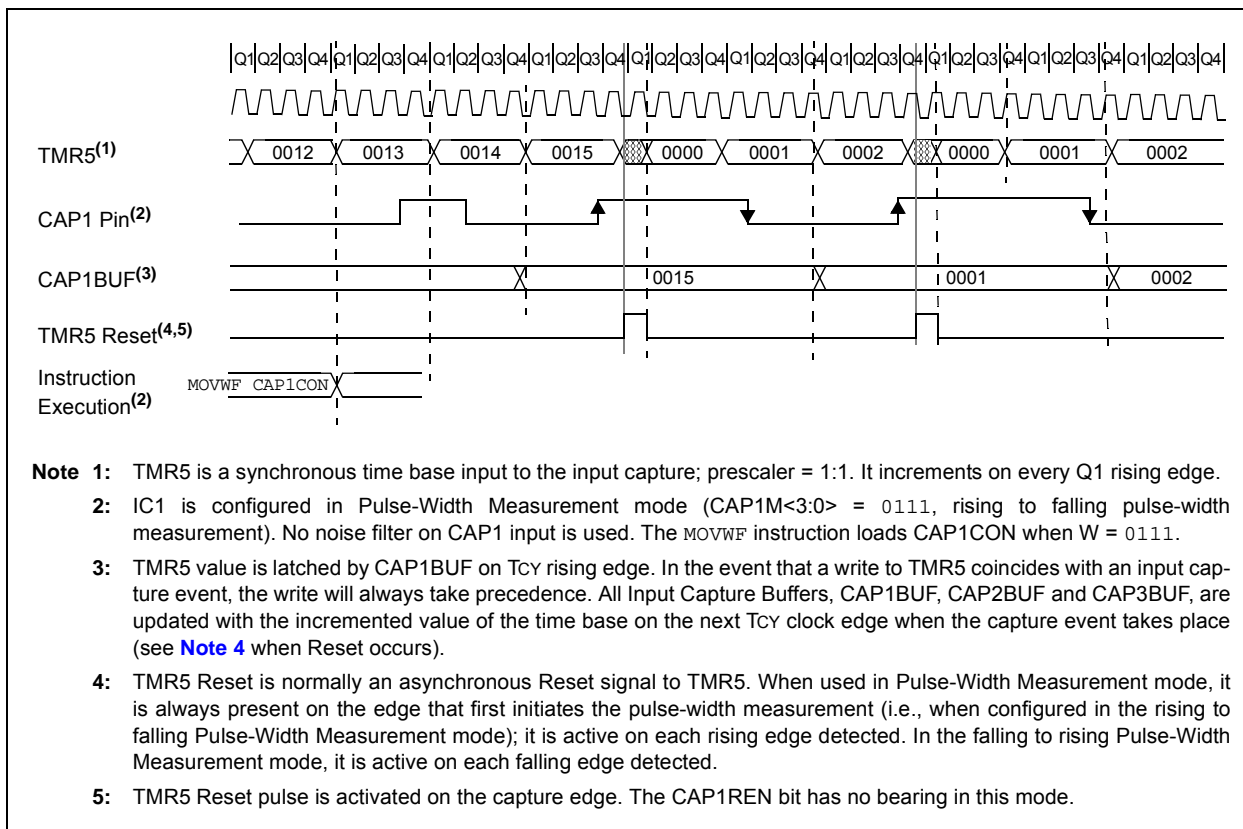 Q1 Q2 Q3 Q4 Q1 Q2 Q3 Q4 Q1 Q2 Q3 Q4 Q1 Q2 Q3 Q4 Q1 Q2 Q3 Q4 Q1 Q2 Q3 Q4 Q1 Q2 Q3 Q4 Q1 Q2 Q3 Q4 Q1 Q2 Q3 Q4 Q1 Q2 Q3 Q4
TMR5(1) 0012 0013 0014 0015 0000 0001 0002 0000 0001 0002
CAP1 Pin(2)
CAP1BUF(3) 0015 0001 0002
TMR5 Reset(4,5)
Instruction
Execution(2)
MOVWF CAP1CON
Note 1: TMR5 is a synchronous time base input to the input capture; prescaler = 1:1. It increments on every Q1 rising edge.
2: IC1 is configured in Pulse-Width Measurement mode (CAP1M<3:0> = 0111, rising to falling pulse-width
measurement). No noise filter on CAP1 input is used. The MOVWF instruction loads CAP1CON when W = 0111.
3: TMR5 value is latched by CAP1BUF on TCY rising edge. In the event that a write to TMR5 coincides with an input cap-
ture event, the write will always take precedence. All Input Capture Buffers, CAP1BUF, CAP2BUF and CAP3BUF, are
updated with the incremented value of the time base on the next TCY clock edge when the capture event takes place
(see Note 4 when Reset occurs).
4: TMR5 Reset is normally an asynchronous Reset signal to TMR5. When used in Pulse-Width Measurement mode, it
is always present on the edge that first initiates the pulse-width measurement (i.e., when configured in the rising to
falling Pulse-Width Measurement mode); it is active on each rising edge detected. In the falling to rising Pulse-Width
Measurement mode, it is active on each falling edge detected.
5: TMR5 Reset pulse is activated on the capture edge. The CAP1REN bit has no bearing in this mode.